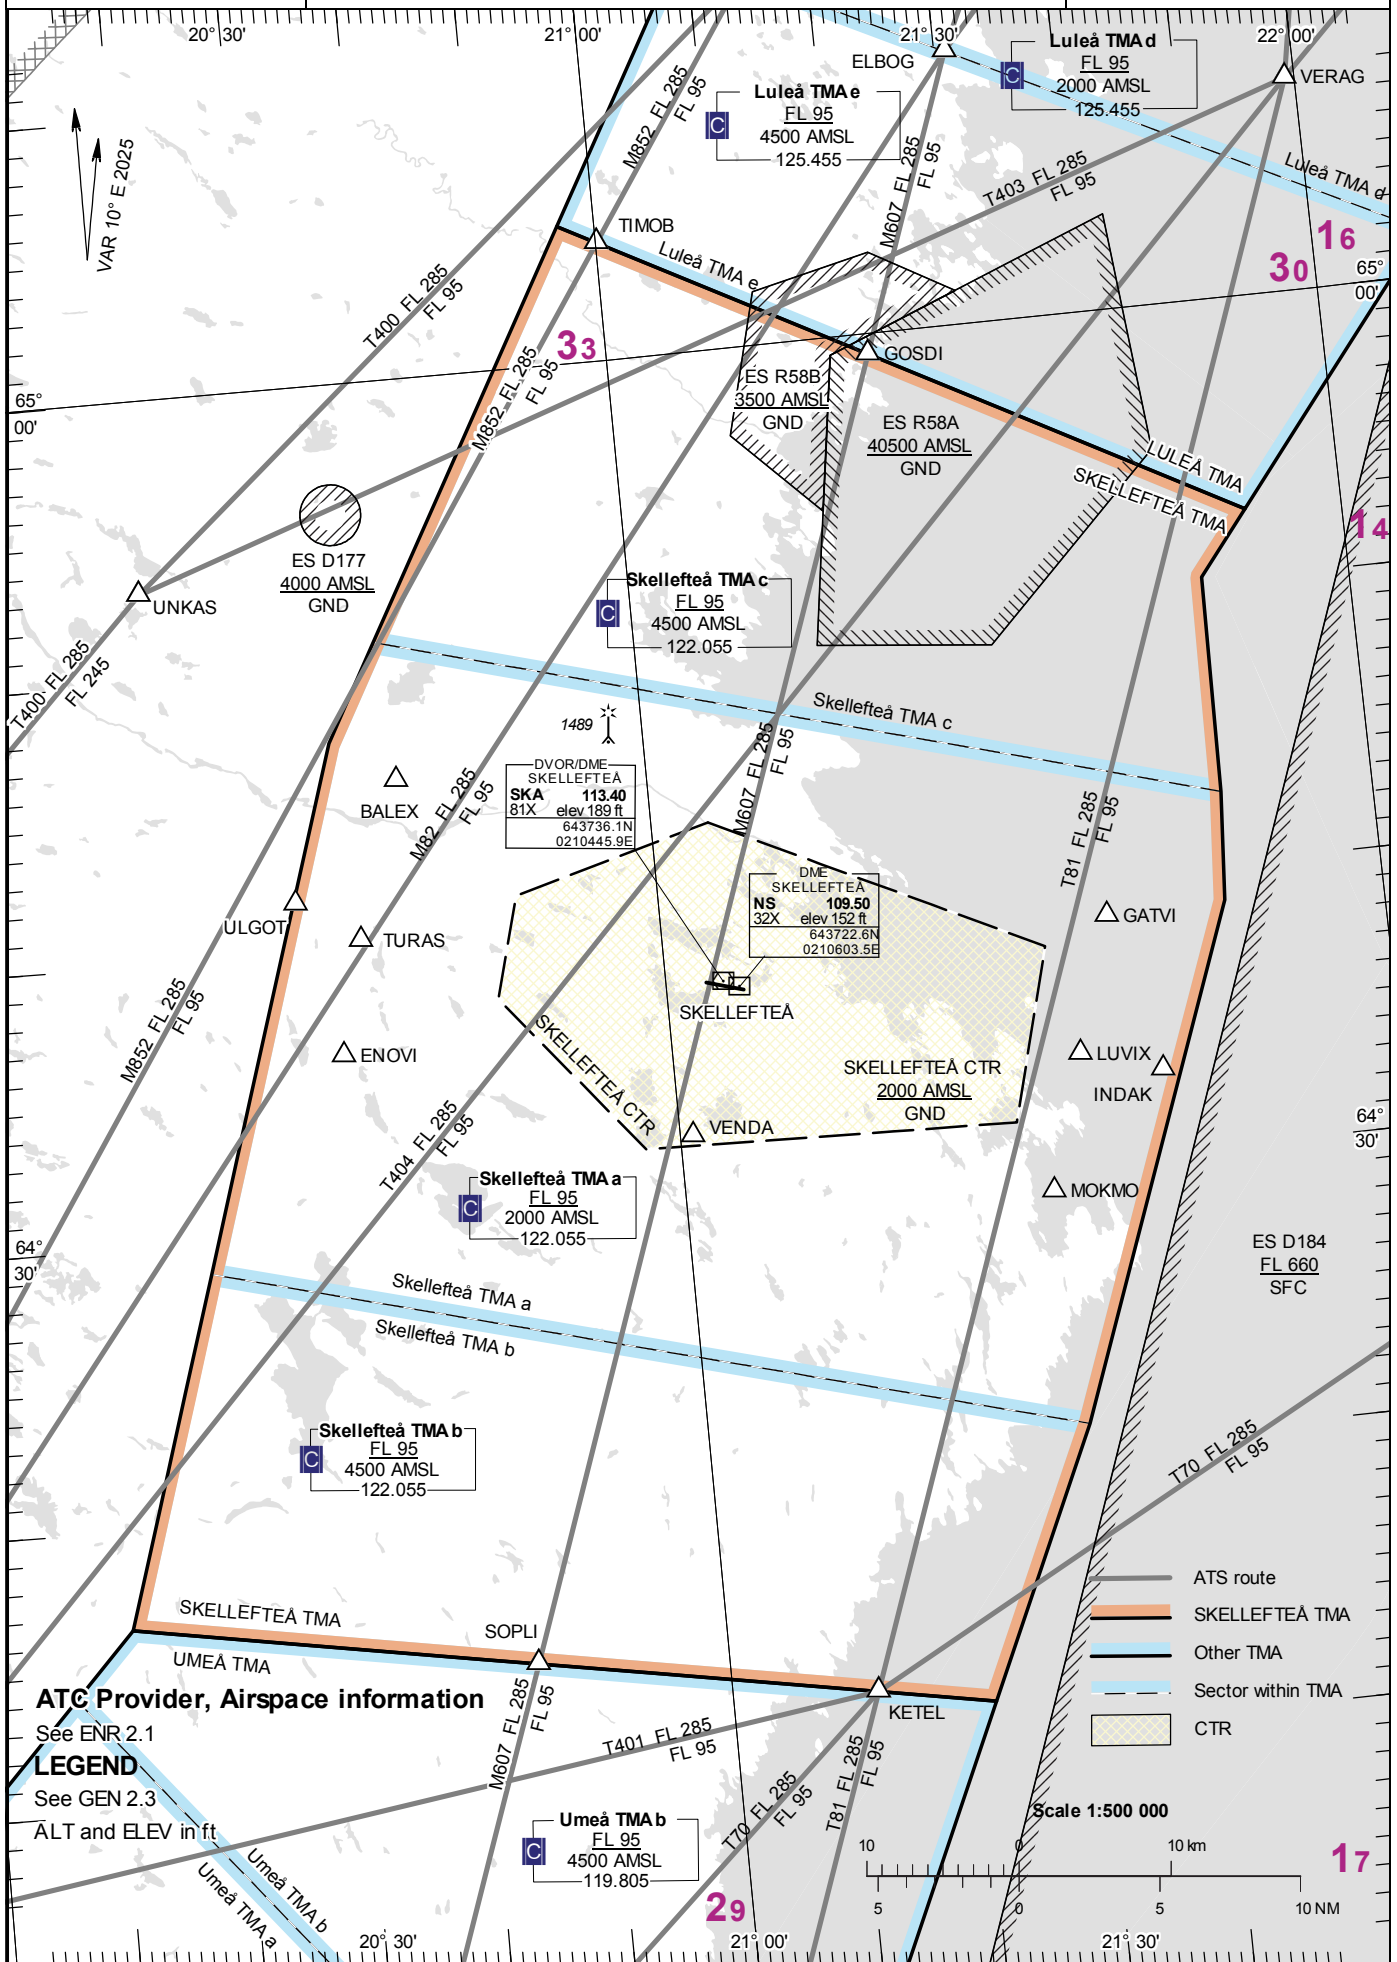 20° 30'
21° 00'
21° 30'
22° 00'
ELBOG
Luleå TMA d
FL 95
2000 AMSL
125.455
C
VERAG
Luleå TMA e
FL 95
4500 AMSL
125.455
C
M852 FL 285
FL 95
M607 FL 285
FL 95
T403 FL 285
FL 95
Luleå TMA d
VAR 10° E 2025
TIMOB
Luleå TMA e
16
30
65°
00'
T400 FL 285
FL 95
33
GOSDI
M852 FL 285
FL 95
ES R58B
3500 AMSL
GND
ES R58A
40500 AMSL
GND
65°
00'
LULEÅ TMA
SKELLEFTEÅ TMA
14
ES D177
4000 AMSL
GND
UNKAS
Skellefteå TMA c
FL 95
4500 AMSL
122.055
C
T400 FL 285
FL 245
Skellefteå TMA c
1489
DVOR/DME
SKELLEFTEÅ
SKA 113.40
81X elev 189 ft
643736.1N
0210445.9E
BALEX
M82 FL 285
FL 95
M607 FL 285
FL 95
T81 FL 285
FL 95
DME
SKELLEFTEÅ
NS 109.50
32X elev 152 ft
643722.6N
0210603.5E
ULGOT
TURAS
GATVI
SKELLEFTEÅ
M852 FL 285
FL 95
ENOVI
SKELLEFTEÅ CTR
LUVIX
INDAK
SKELLEFTEÅ CTR
2000 AMSL
GND
VENDA
64°
30'
T404 FL 285
FL 95
Skellefteå TMA a
FL 95
2000 AMSL
122.055
C
MOKMO
64°
30'
ES D184
FL 660
SFC
Skellefteå TMA a
Skellefteå TMA b
Skellefteå TMA b
FL 95
4500 AMSL
122.055
C
T70 FL 285
FL 95
SKELLEFTEÅ TMA
SOPLI
UMEÅ TMA
KETEL
ATS route
SKELLEFTEÅ TMA
Other TMA
Sector within TMA
CTR
ATC Provider, Airspace information
See ENR 2.1
LEGEND
See GEN 2.3
ALT and ELEV in ft
M607 FL 285
FL 95
T401 FL 285
FL 95
T70 FL 285
FL 95
T81 FL 285
FL 95
Umeå TMA b
FL 95
4500 AMSL
119.805
C
Umeå TMA b
Umeå TMA a
Scale 1:500 000
10 0 10 km
5 0 5 10 NM
17
29
20° 30'
21° 00'
21° 30'